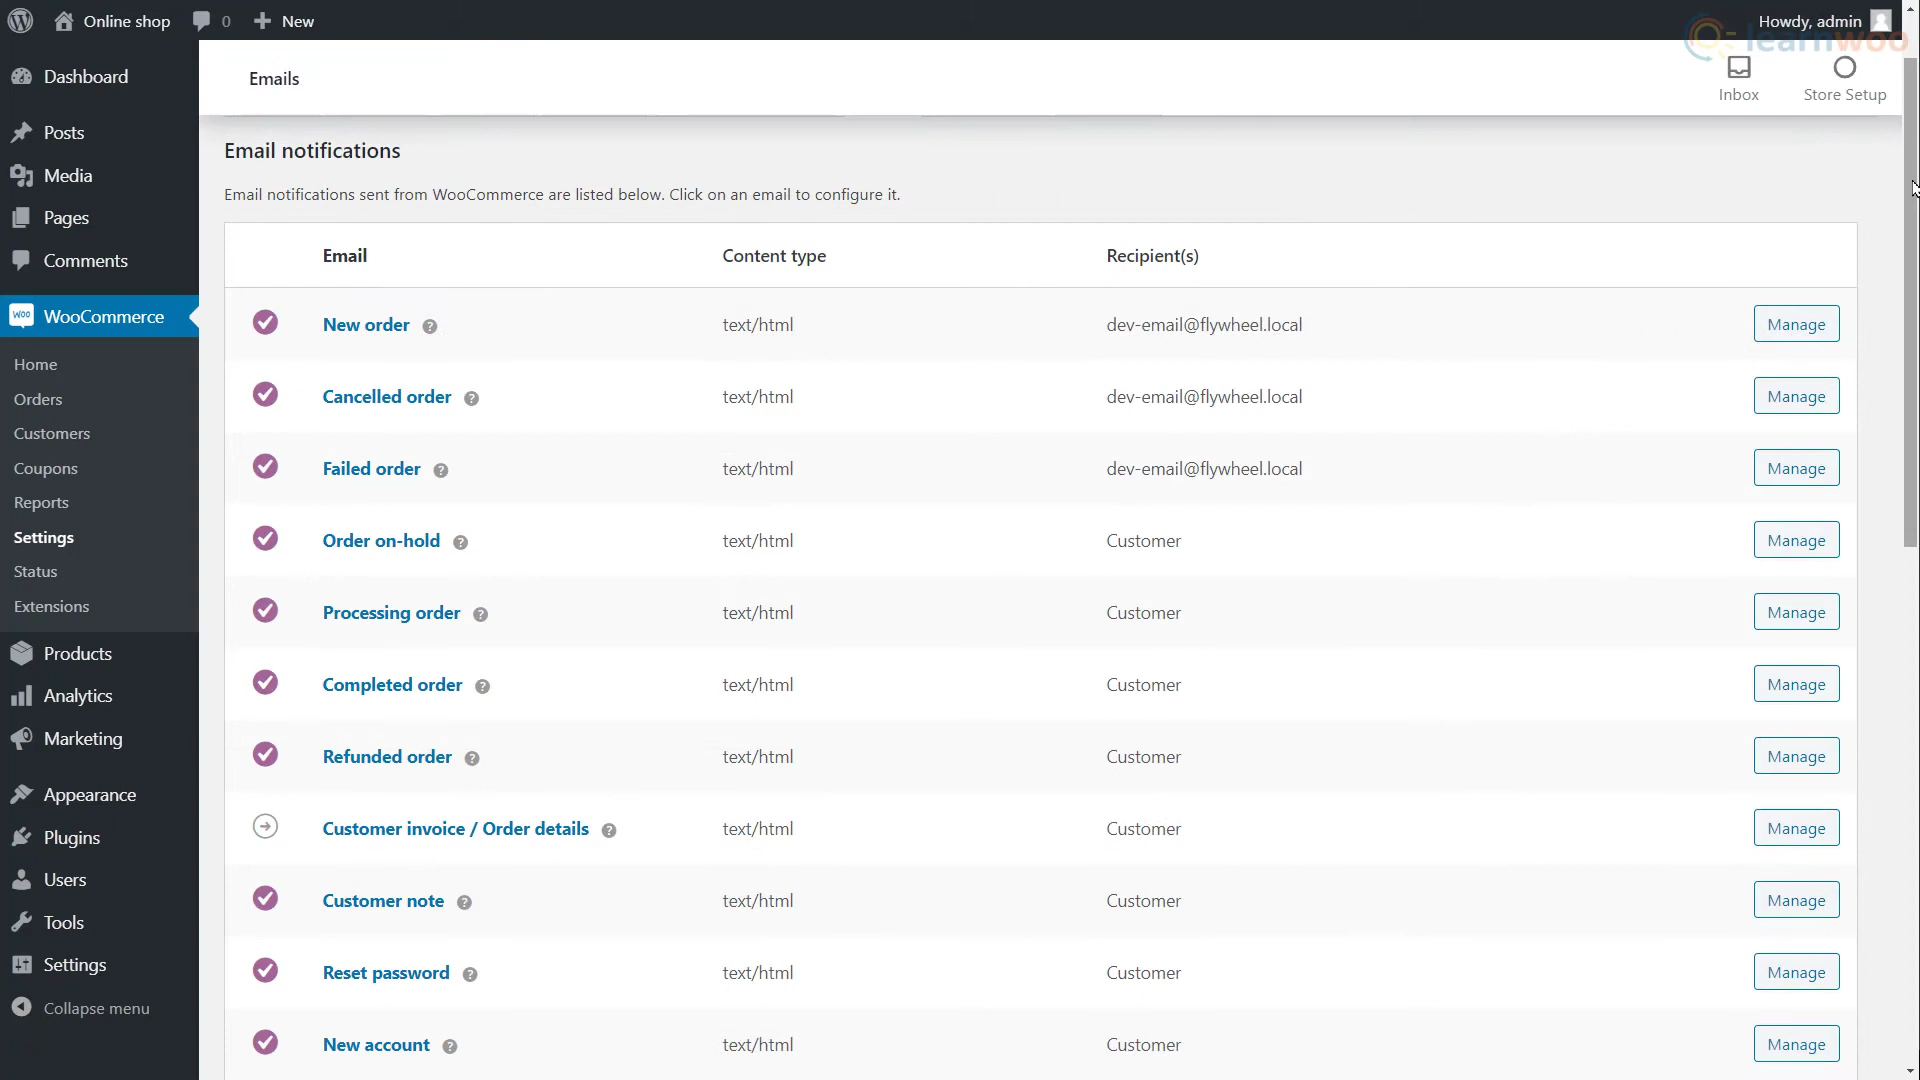 Online shop
0
New
Howdy, admin
learnwoo
Dashboard
Posts
Media
Pages
Comments
WOO
WooCommerce
Home
Orders
Customers
Coupons
Reports
Settings
Status
Extensions
Products
Analytics
Marketing
Appearance
Plugins
Users
Tools
Settings
Collapse menu
Emails
Inbox
Store Setup
Email notifications
Email notifications sent from WooCommerce are listed below. Click on an email to configure it.
Email Content type Recipient(s)
New order ? text/html dev-email@flywheel.local Manage
Cancelled order ? text/html dev-email@flywheel.local Manage
Failed order ? text/html dev-email@flywheel.local Manage
Order on-hold ? text/html Customer Manage
Processing order ? text/html Customer Manage
Completed order ? text/html Customer Manage
Refunded order ? text/html Customer Manage
Customer invoice / Order details ? text/html Customer Manage
Customer note ? text/html Customer Manage
Reset password ? text/html Customer Manage
New account ? text/html Customer Manage